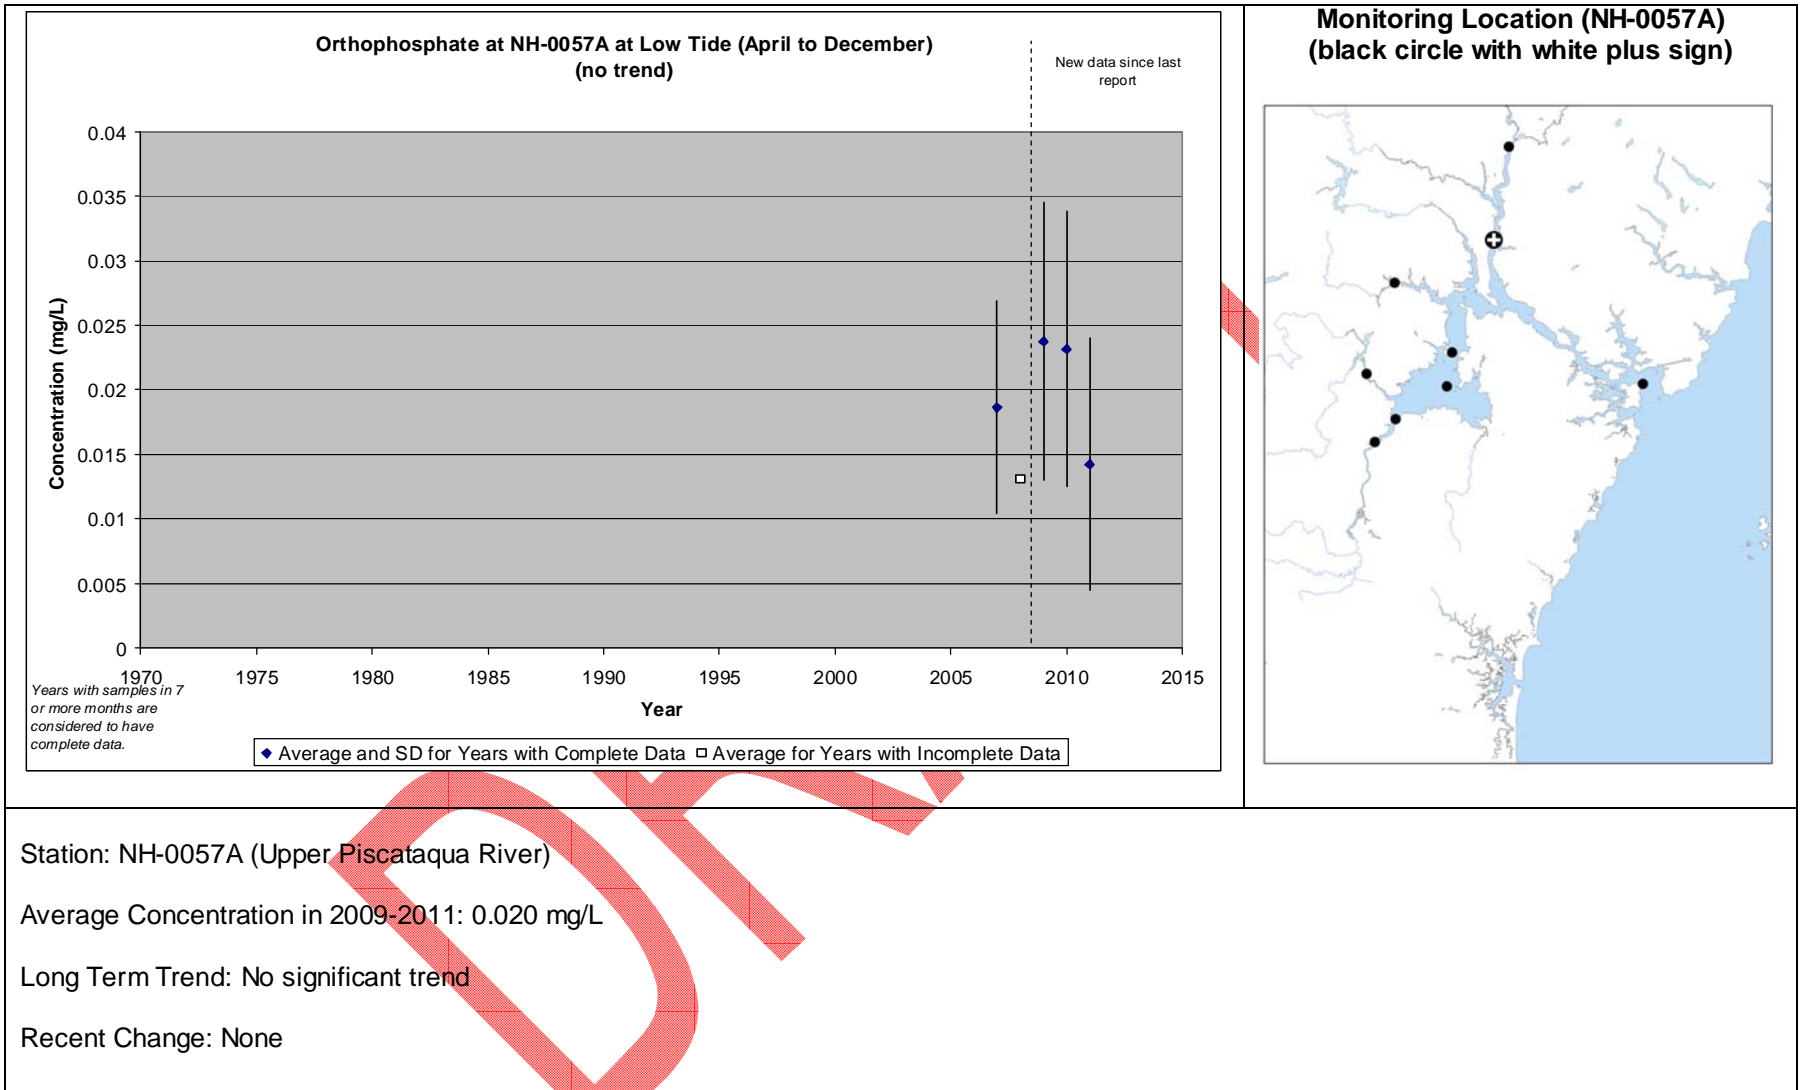 Orthophosphate at NH-0057A at Low Tide (April to December)
(no trend)
New data since last
report
0.04
0.035
0.03
0.025
0.02
0.015
0.01
0.005
0
Concentration (mg/L)
1970 1975 1980 1985 1990 1995 2000 2005 2010 2015
Year
Years with samples in 7
or more months are
considered to have
complete data.
Average and SD for Years with Complete Data Average for Years with Incomplete Data
Monitoring Location (NH-0057A)
(black circle with white plus sign)
Station: NH-0057A (Upper Piscataqua River)
Average Concentration in 2009-2011: 0.020 mg/L
Long Term Trend: No significant trend
Recent Change: None